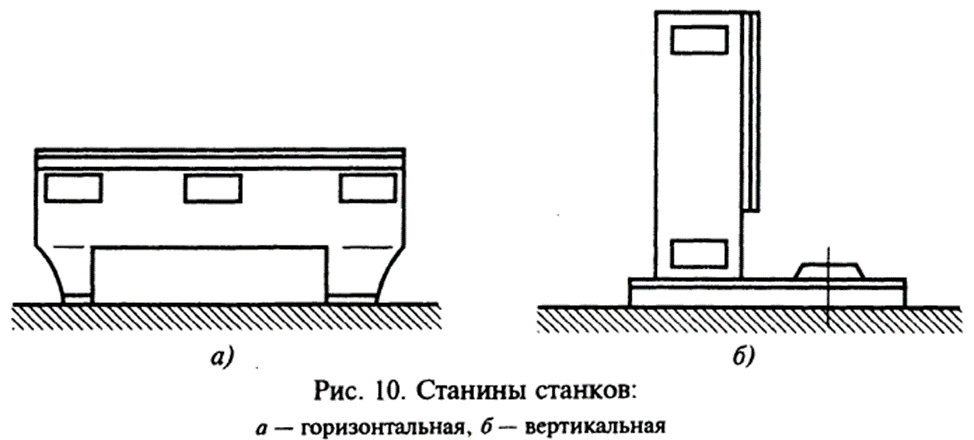 а)
б)
Рис. 10. Станины станков:
а — горизонтальная, б — вертикальная